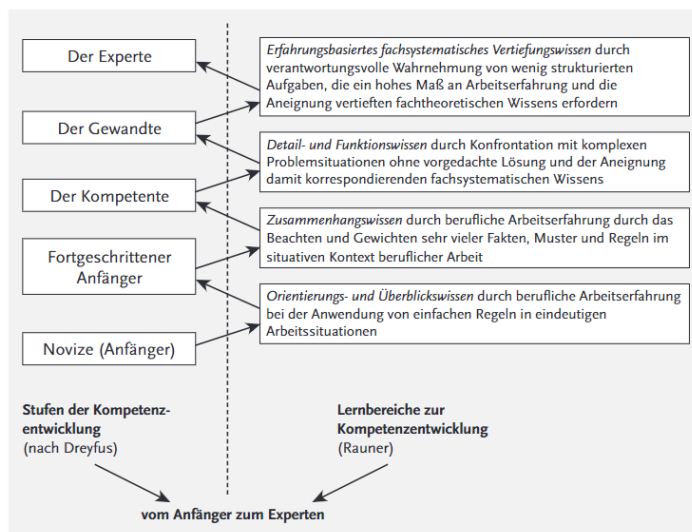 Der Experte
Erfahrungsbasiertes fachsystematisches Vertiefungswissen durch
verantwortungsvolle Wahrnehmung von wenig strukturierten
Aufgaben, die ein hohes Maß an Arbeitserfahrung und die
Aneignung vertieften fachtheoretischen Wissens erfordern
Der Gewandte
Detail- und Funktionswissen durch Konfrontation mit komplexen
Problemsituationen ohne vorgedachte Lösung und der Aneignung
damit korrespondierenden fachsystematischen Wissens
Der Kompetente
Zusammenhangswissen durch berufliche Arbeitserfahrung durch das
Beachten und Gewichten sehr vieler Fakten, Muster und Regeln im
situativen Kontext beruflicher Arbeit
Fortgeschrittener
Anfänger
Orientierungs- und Überblickswissen durch berufliche Arbeitserfahrung
bei der Anwendung von einfachen Regeln in eindeutigen
Arbeitssituationen
Novize (Anfänger)
Stufen der Kompetenz-
entwicklung
(nach Dreyfus)
Lernbereiche zur
Kompetenzentwicklung
(Rauner)
vom Anfänger zum Experten